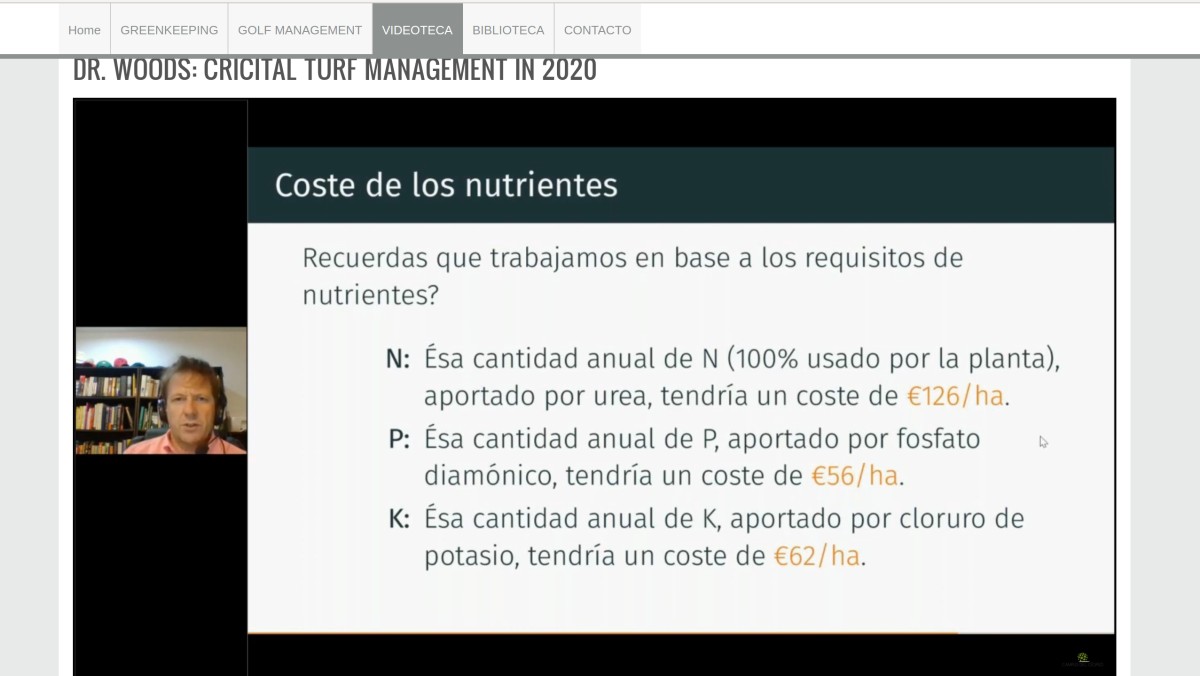 Home GREENKEEPING GOLF MANAGEMENT VIDEOTECA BIBLIOTECA CONTACTO
DR. WOODS: CRICITAL TURF MANAGEMENT IN 2020
Coste de los nutrientes
Recuerdas que trabajamos en base a los requisitos de
nutrientes?
N: Ésa cantidad anual de N (100% usado por la planta),
aportado por urea, tendría un coste de €126/ha.
P: Ésa cantidad anual de P, aportado por fosfato
diamónico, tendría un coste de €56/ha.
K: Ésa cantidad anual de K, aportado por cloruro de
potasio, tendría un coste de €62/ha.